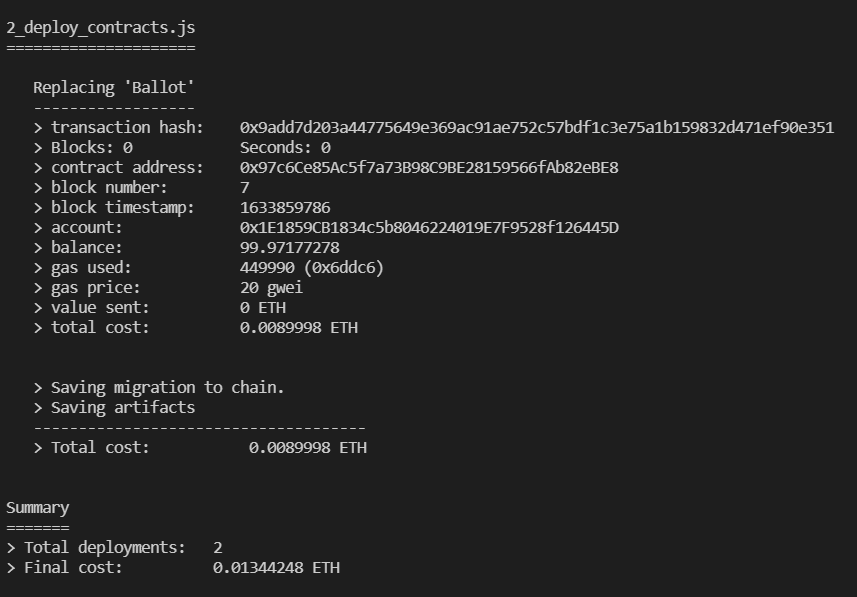 2_deploy_contracts.js
=====================
Replacing 'Ballot'
------------------
> transaction hash: 0x9add7d203a44775649e369ac91ae752c57bdf1c3e75a1b159832d471ef90e351
> Blocks: 0 Seconds: 0
> contract address: 0x97c6Ce85Ac5f7a73B98C9BE28159566fAb82eBE8
> block number: 7
> block timestamp: 1633859786
> account: 0x1E1859CB1834c5b8046224019E7F9528f126445D
> balance: 99.97177278
> gas used: 449990 (0x6ddc6)
> gas price: 20 gwei
> value sent: 0 ETH
> total cost: 0.0089998 ETH
> Saving migration to chain.
> Saving artifacts
-------------------------------------
> Total cost: 0.0089998 ETH
Summary
=======
> Total deployments: 2
> Final cost: 0.01344248 ETH